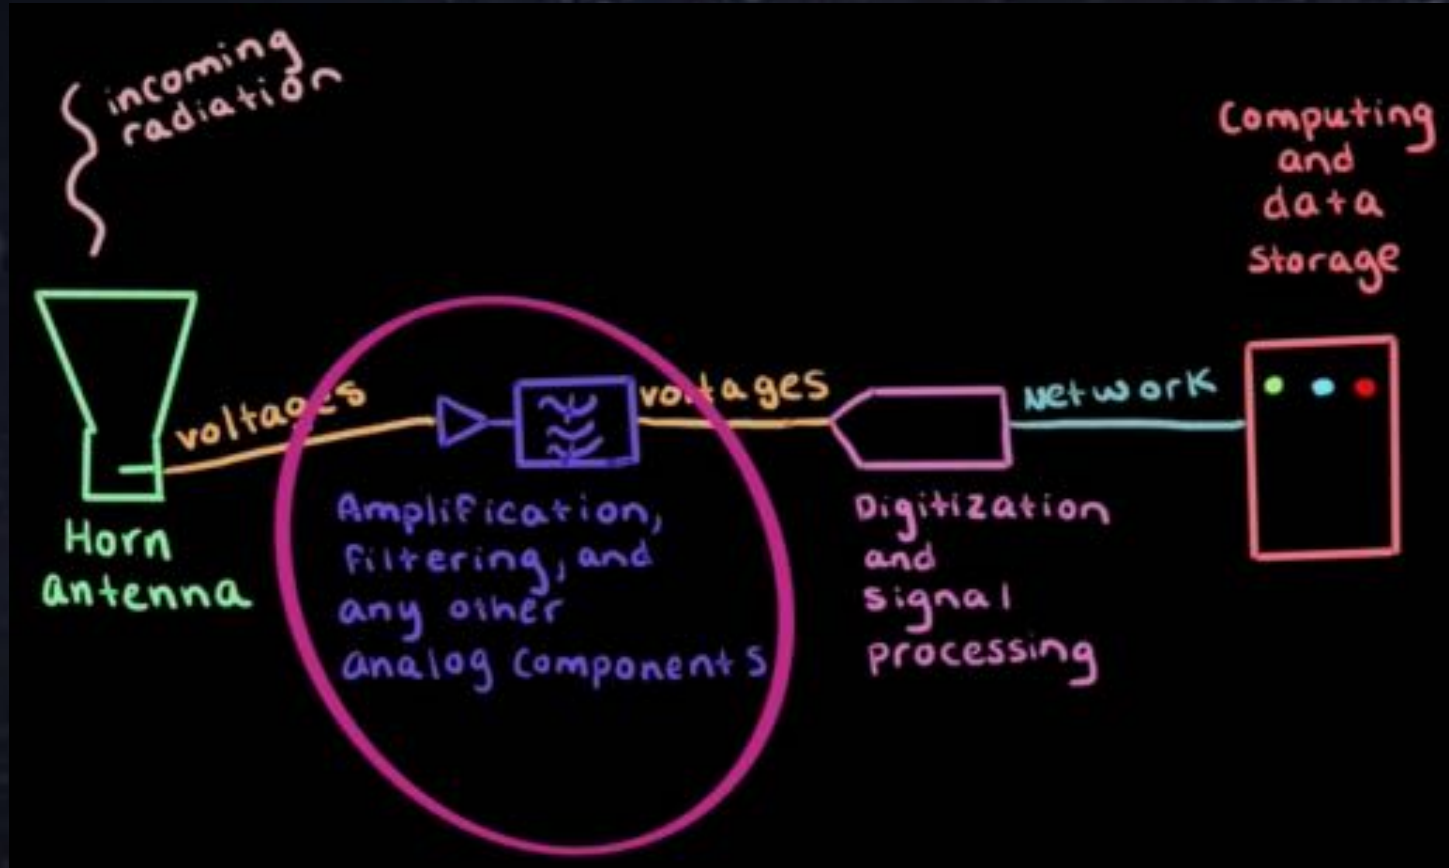 incoming
radiation
Computing
and
data
storage
voltages
voltages
Network
Horn
antenna
Amplification,
filtering, and
any other
analog components
Digitization
and
signal
processing